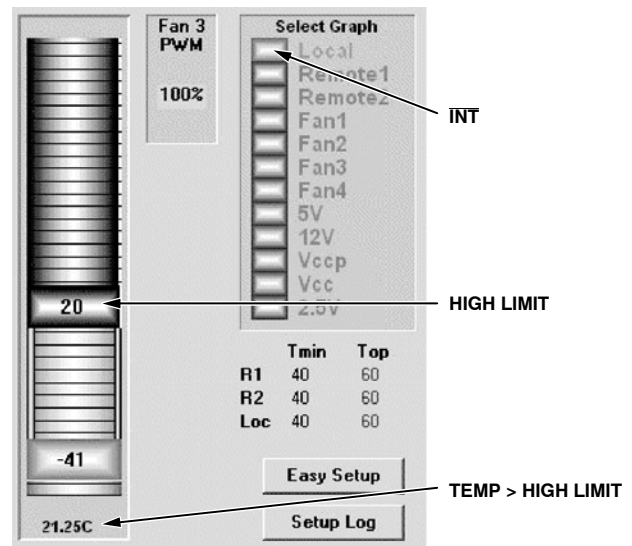 Fan 3
PWM
100%
Select Graph
Local
Remote1
Remote2
Fan1
Fan2
Fan3
Fan4
5V
12V
Vccp
Vcc
2.5V
INT
20
HIGH LIMIT
Tmin Top
R1 40 60
R2 40 60
Loc 40 60
-41
Easy Setup
TEMP > HIGH LIMIT
21.25C
Setup Log